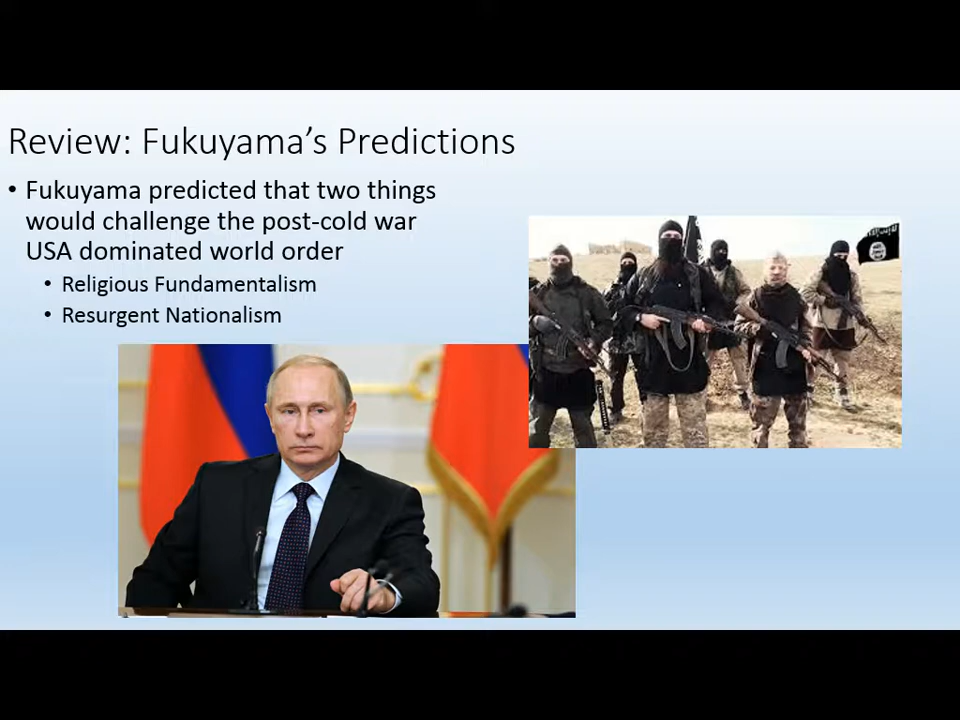 Review: Fukuyama's Predictions
• Fukuyama predicted that two things
would challenge the post-cold war
USA dominated world order
• Religious Fundamentalism
• Resurgent Nationalism